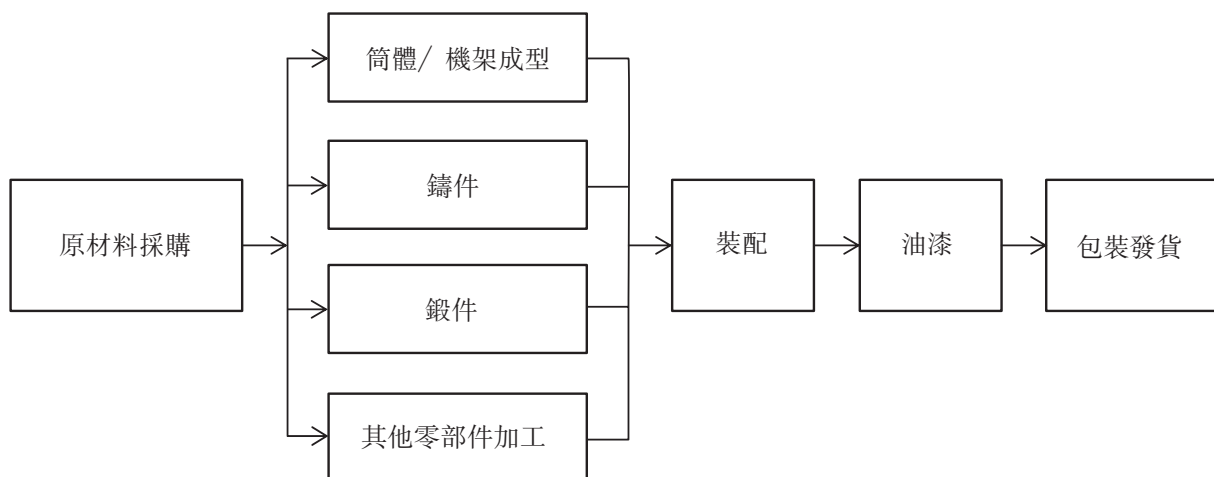 筒體/ 機架成型
鑄件
原材料採購
裝配
油漆
包裝發貨
鍛件
其他零部件加工